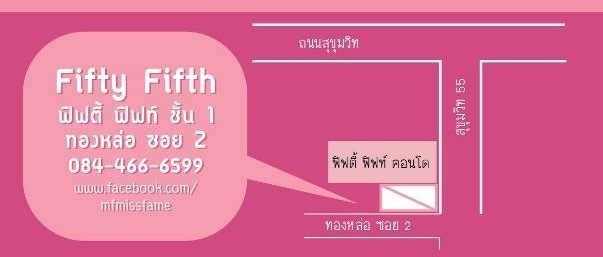 Fifty Fifth
ฟิฟตี้ ฟิฟท์ ชั้น 1
ทองหล่อ ซอย 2
084-466-6599
www.facebook.com/
mfmissfame
ถนนสุขุมวิท
สุขุมวิท 55
ฟิฟตี้ ฟิฟท์ คอนโด
ทองหล่อ ซอย 2